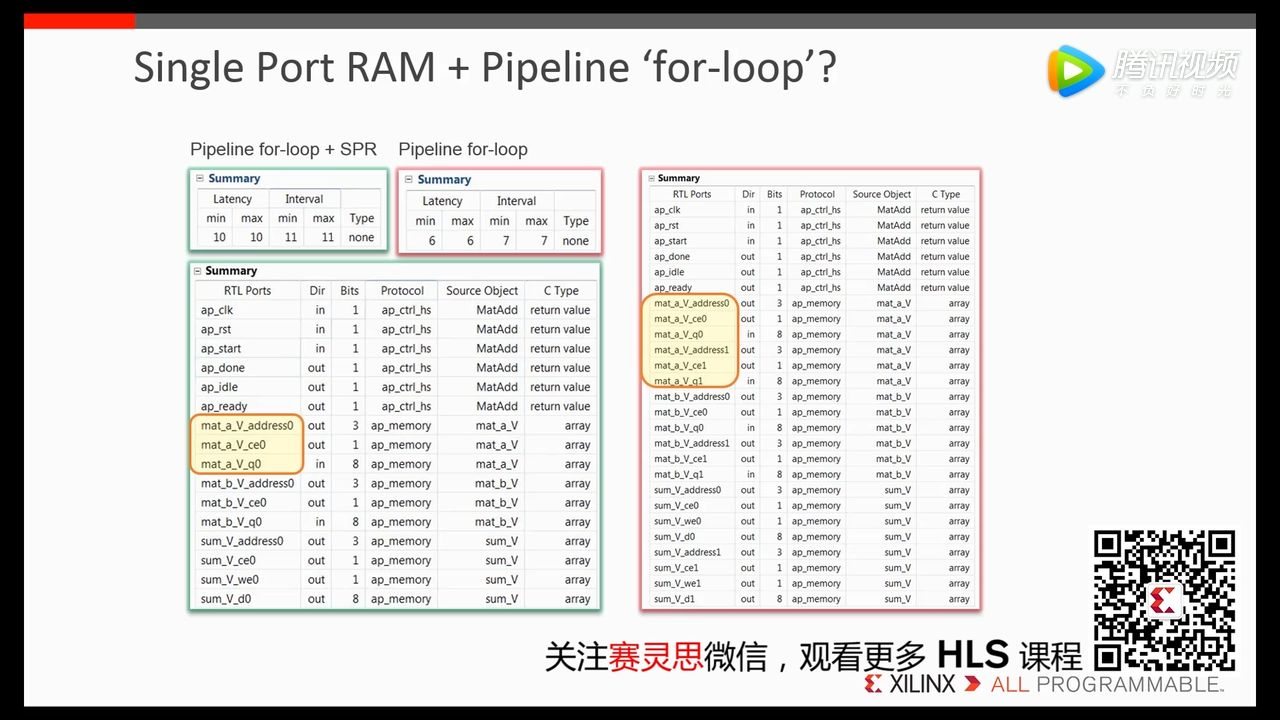 Single Port RAM + Pipeline ‘for-loop’?
腾讯视频
不负好时光
Pipeline for-loop + SPR
Summary
Latency Interval
min max min max Type
10 10 11 11 none
Pipeline for-loop
Summary
Latency Interval
min max min max Type
6 6 7 7 none
Summary
RTL Ports Dir Bits Protocol Source Object C Type
ap_clk in 1 ap_ctrl_hs MatAdd return value
ap_rst in 1 ap_ctrl_hs MatAdd return value
ap_start in 1 ap_ctrl_hs MatAdd return value
ap_done out 1 ap_ctrl_hs MatAdd return value
ap_idle out 1 ap_ctrl_hs MatAdd return value
ap_ready out 1 ap_ctrl_hs MatAdd return value
mat_a_V_address0 out 3 ap_memory mat_a_V array
mat_a_V_ce0 out 1 ap_memory mat_a_V array
mat_a_V_q0 in 8 ap_memory mat_a_V array
mat_b_V_address0 out 3 ap_memory mat_b_V array
mat_b_V_ce0 out 1 ap_memory mat_b_V array
mat_b_V_q0 in 8 ap_memory mat_b_V array
sum_V_address0 out 3 ap_memory sum_V array
sum_V_ce0 out 1 ap_memory sum_V array
sum_V_we0 out 1 ap_memory sum_V array
sum_V_d0 out 8 ap_memory sum_V array
Summary
RTL Ports Dir Bits Protocol Source Object C Type
ap_clk in 1 ap_ctrl_hs MatAdd return value
ap_rst in 1 ap_ctrl_hs MatAdd return value
ap_start in 1 ap_ctrl_hs MatAdd return value
ap_done out 1 ap_ctrl_hs MatAdd return value
ap_idle out 1 ap_ctrl_hs MatAdd return value
ap_ready out 1 ap_ctrl_hs MatAdd return value
mat_a_V_address0 out 3 ap_memory mat_a_V array
mat_a_V_ce0 out 1 ap_memory mat_a_V array
mat_a_V_q0 in 8 ap_memory mat_a_V array
mat_a_V_address1 out 3 ap_memory mat_a_V array
mat_a_V_ce1 out 1 ap_memory mat_a_V array
mat_a_V_q1 in 8 ap_memory mat_a_V array
mat_b_V_address0 out 3 ap_memory mat_b_V array
mat_b_V_ce0 out 1 ap_memory mat_b_V array
mat_b_V_q0 in 8 ap_memory mat_b_V array
mat_b_V_address1 out 3 ap_memory mat_b_V array
mat_b_V_ce1 out 1 ap_memory mat_b_V array
mat_b_V_q1 in 8 ap_memory mat_b_V array
sum_V_address0 out 3 ap_memory sum_V array
sum_V_ce0 out 1 ap_memory sum_V array
sum_V_we0 out 1 ap_memory sum_V array
sum_V_d0 out 8 ap_memory sum_V array
sum_V_address1 out 3 ap_memory sum_V array
sum_V_ce1 out 1 ap_memory sum_V array
sum_V_we1 out 1 ap_memory sum_V array
sum_V_d1 out 8 ap_memory sum_V array
关注赛灵思微信，观看更多 HLS 课程
XILINX ALL PROGRAMMABLE™